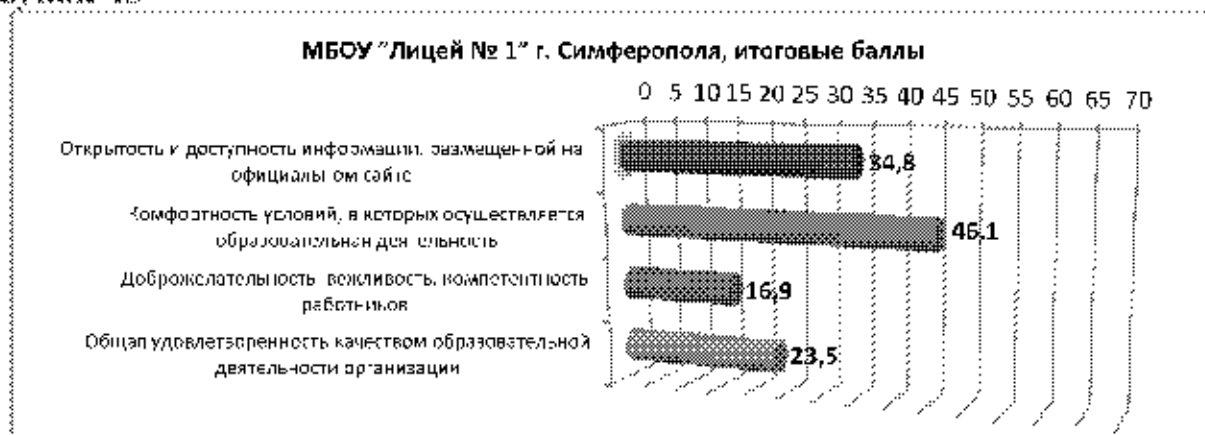 МБОУ "Лицей № 1" г. Симферополя, итоговые баллы
0 5 10 15 20 25 30 35 40 45 50 55 60 65 70
Открытость и доступность информации, размещенной на
официальном сайте
34,8
Комфортность условий, в которых осуществляется
образовательная деятельность
46,1
Доброжелательность, вежливость, компетентность
работников
16,9
Общая удовлетворенность качеством образовательной
деятельности организации
23,5